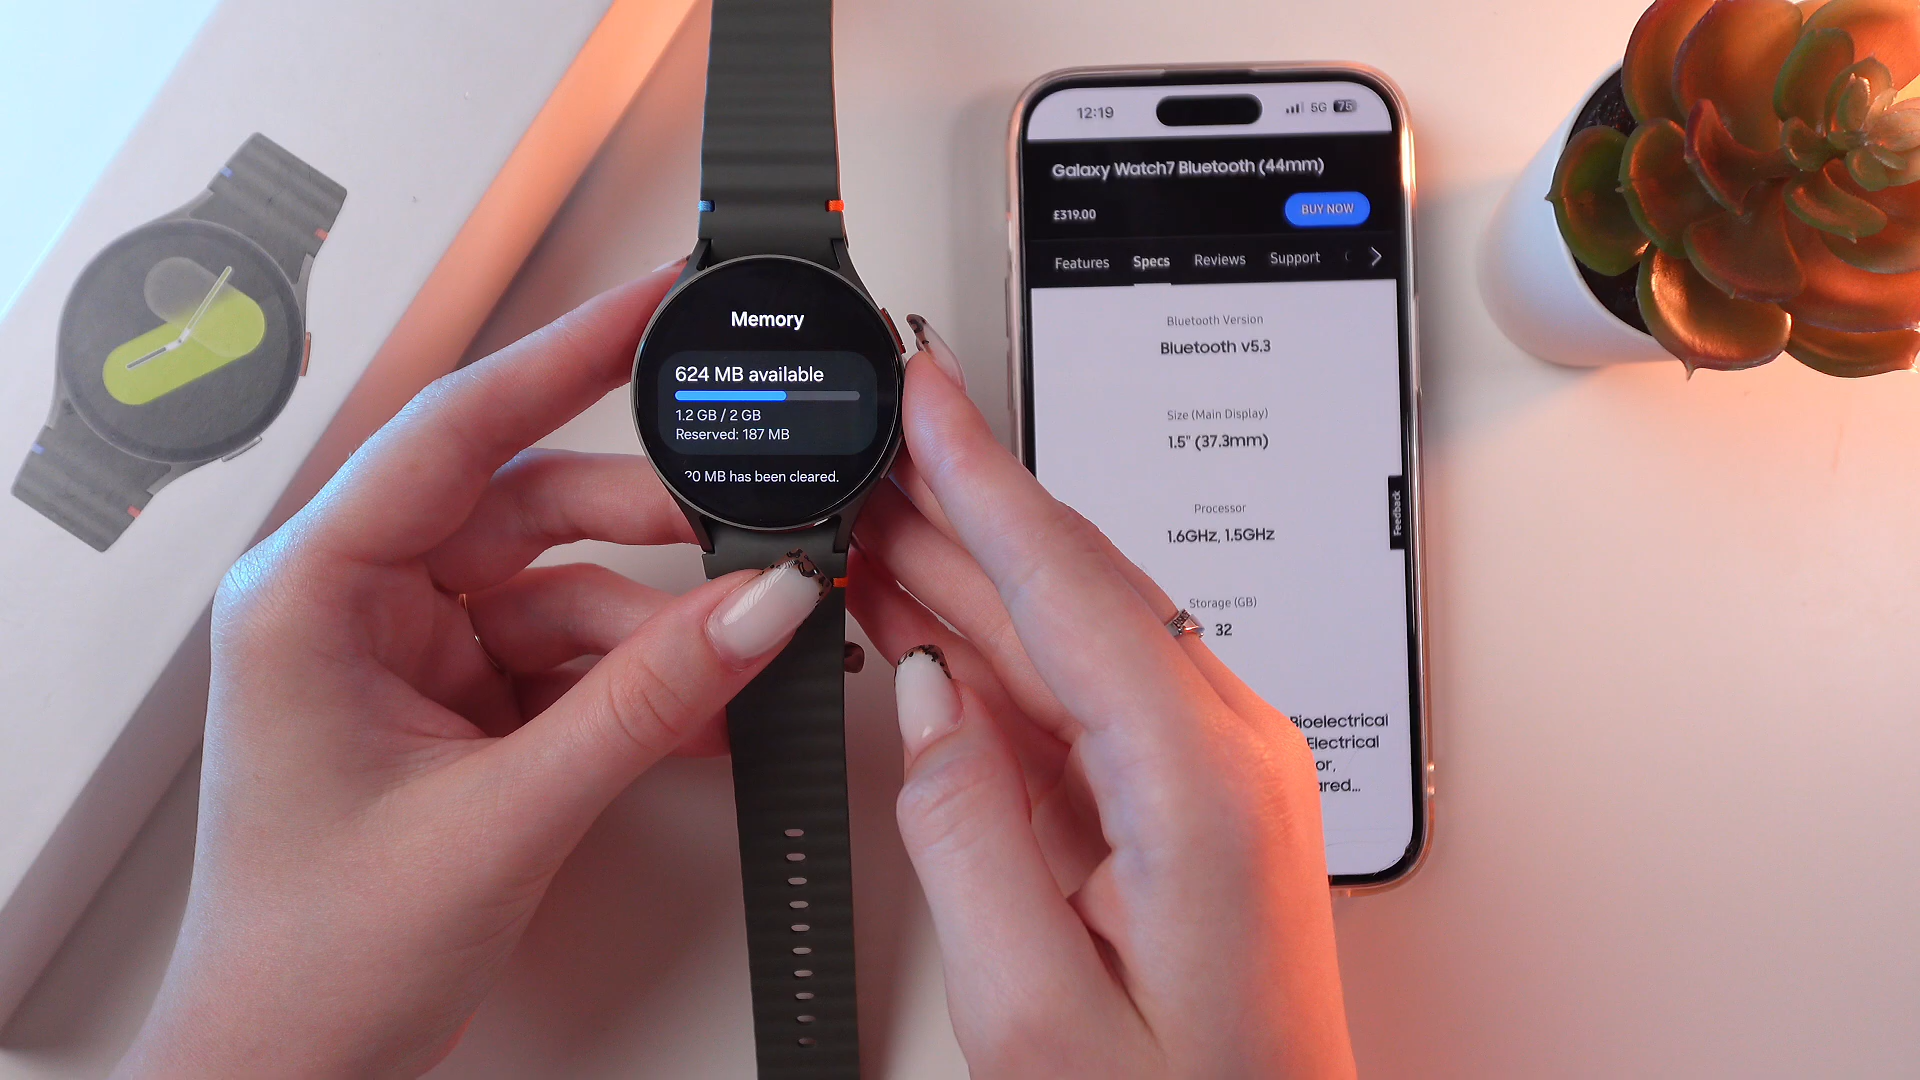 Memory
624 MB available
1.2 GB / 2 GB
Reserved: 187 MB
20 MB has been cleared.
12:19
5G 75
Galaxy Watch7 Bluetooth (44mm)
£319.00
BUY NOW
Features Specs Reviews Support
Bluetooth Version
Bluetooth v5.3
Size (Main Display)
1.5" (37.3mm)
Processor
1.6GHz, 1.5GHz
Feedback
Storage (GB)
32
Bioelectrical
Electrical